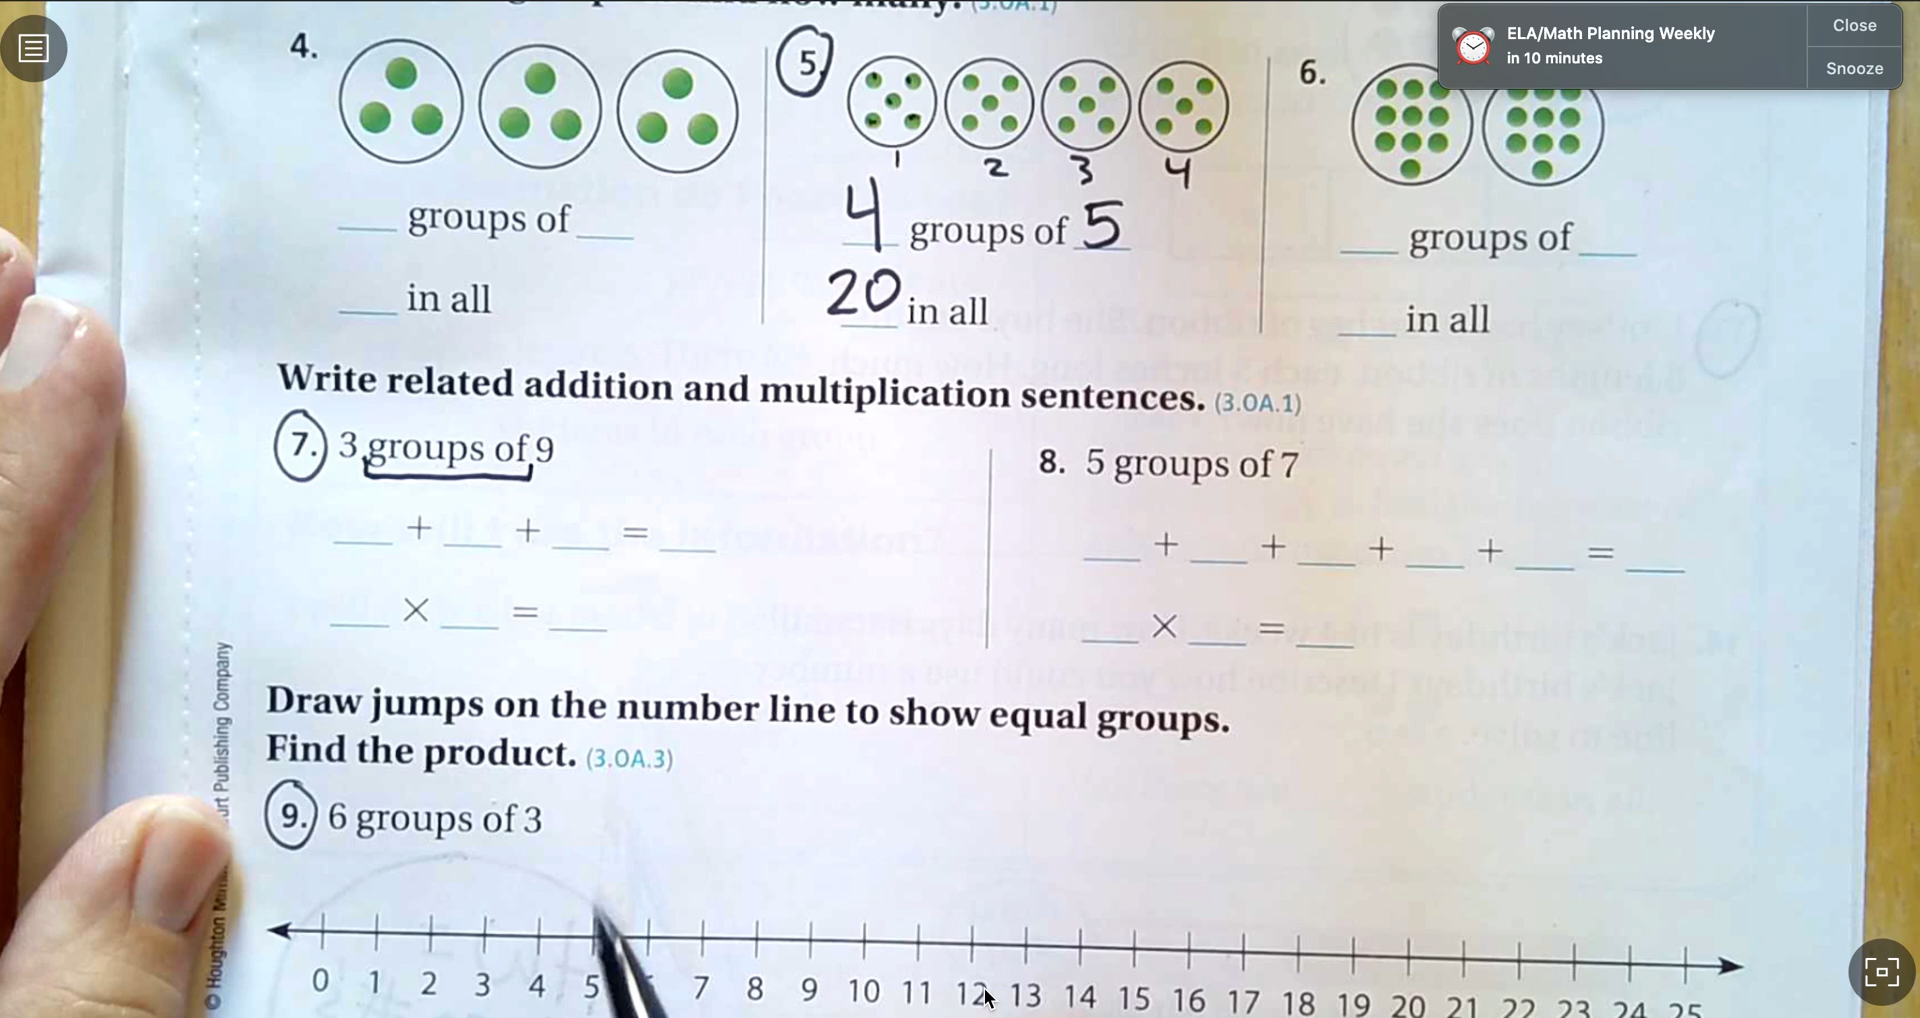 (3.OA.1)
ELA/Math Planning Weekly
in 10 minutes
Close
Snooze
4.
5.
6.
1 2 3 4
groups of
4 groups of 5
groups of
in all
20 in all
in all
Write related addition and multiplication sentences. (3.OA.1)
7. 3 groups of 9
8. 5 groups of 7
+ + =
+ + + + =
× =
× =
Draw jumps on the number line to show equal groups.
Find the product. (3.OA.3)
9. 6 groups of 3
0 1 2 3 4 5 7 8 9 10 11 12 13 14 15 16 17 18 19 20 21 22 23 24 25
© Houghton
Publishing Company